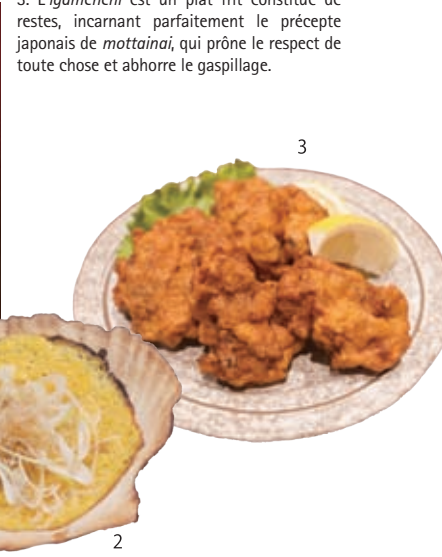 3. L'igamenchi est un plat frit constitué de
restes, incarnant parfaitement le précepte
japonais de mottainai, qui prône le respect de
toute chose et abhorre le gaspillage.
3
2